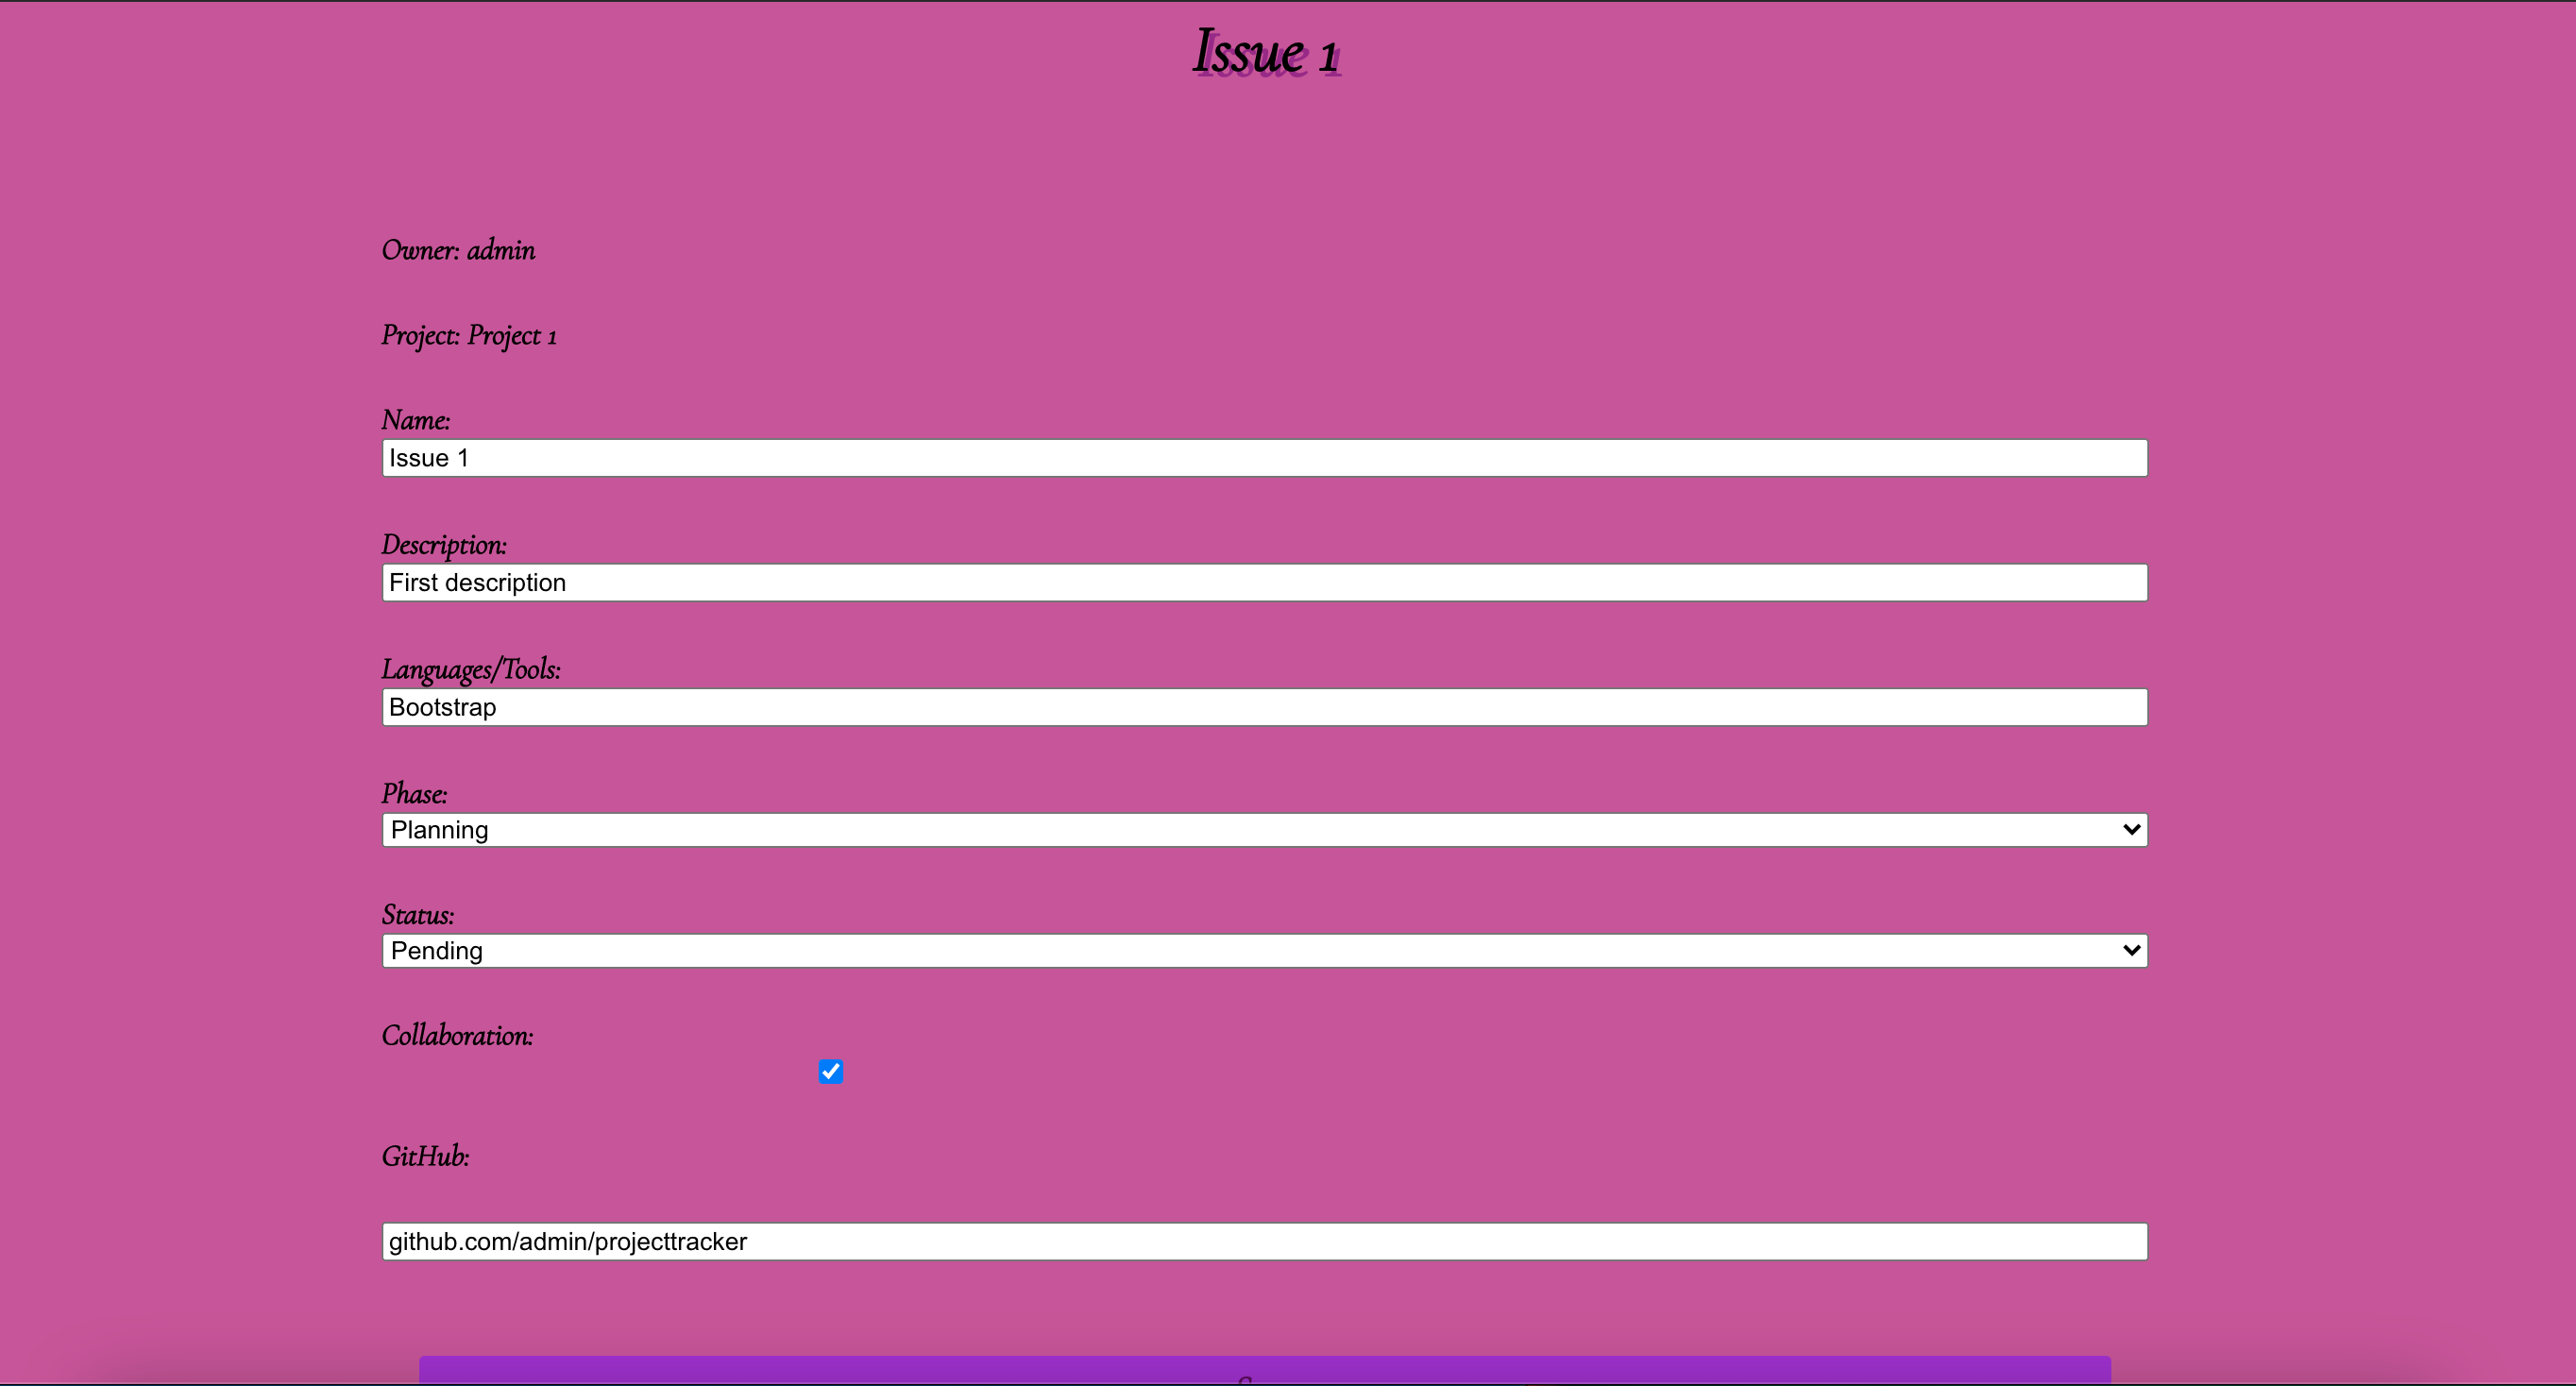 Issue 1
Owner: admin
Project: Project 1
Name:
Issue 1
Description:
First description
Languages/Tools:
Bootstrap
Phase:
Planning
Status:
Pending
Collaboration:
GitHub:
github.com/admin/projecttracker